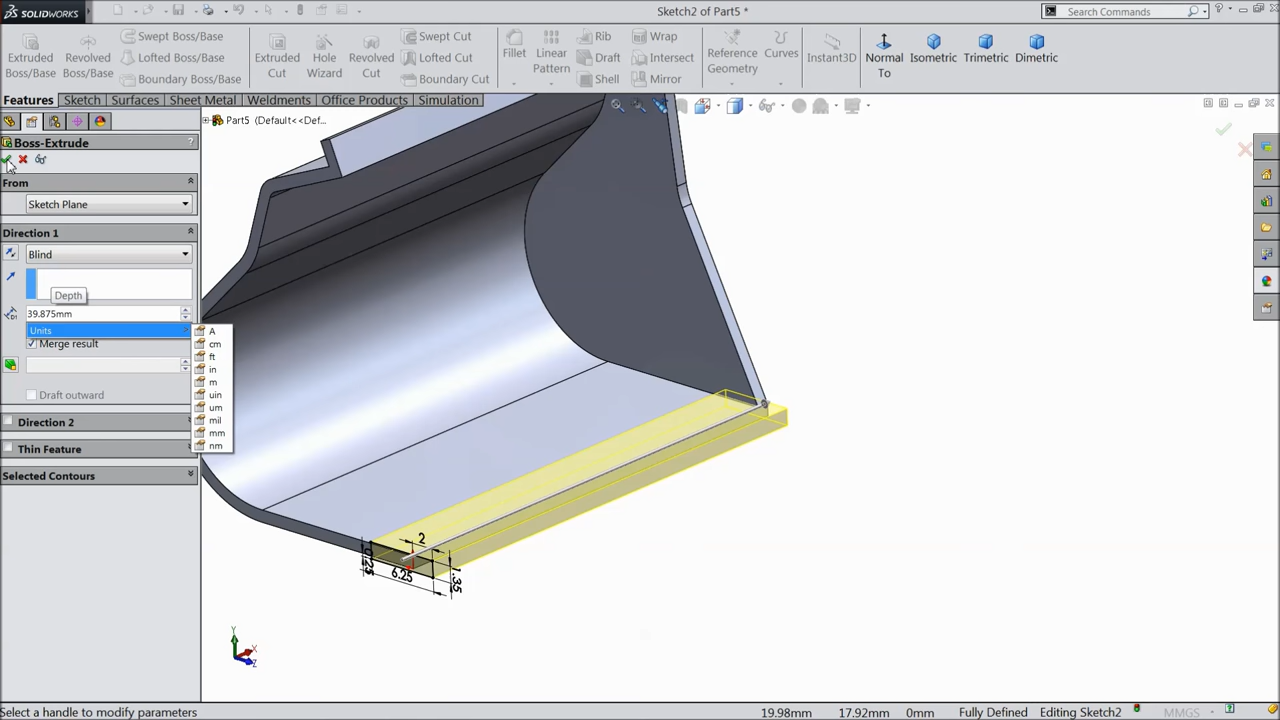 SOLIDWORKS
Sketch2 of Part5 *
Search Commands
Extruded Boss/Base
Revolved Boss/Base
Swept Boss/Base
Lofted Boss/Base
Boundary Boss/Base
Extruded Cut
Hole Wizard
Revolved Cut
Swept Cut
Lofted Cut
Boundary Cut
Fillet
Linear Pattern
Rib
Draft
Shell
Wrap
Intersect
Mirror
Reference Geometry
Curves
Instant3D
Normal To
Isometric
Trimetric
Dimetric
Features
Sketch
Surfaces
Sheet Metal
Weldments
Office Products
Simulation
Part5 (Default<<Def...
Boss-Extrude
?
From
Sketch Plane
Direction 1
Blind
Depth
39.875mm
Units
A
cm
ft
in
m
uin
um
mil
mm
nm
Merge result
Draft outward
Direction 2
Thin Feature
Selected Contours
2
0.25
6.25
1.35
Y
X
Z
Select a handle to modify parameters
19.98mm
17.92mm
0mm
Fully Defined
Editing Sketch2
MMGS